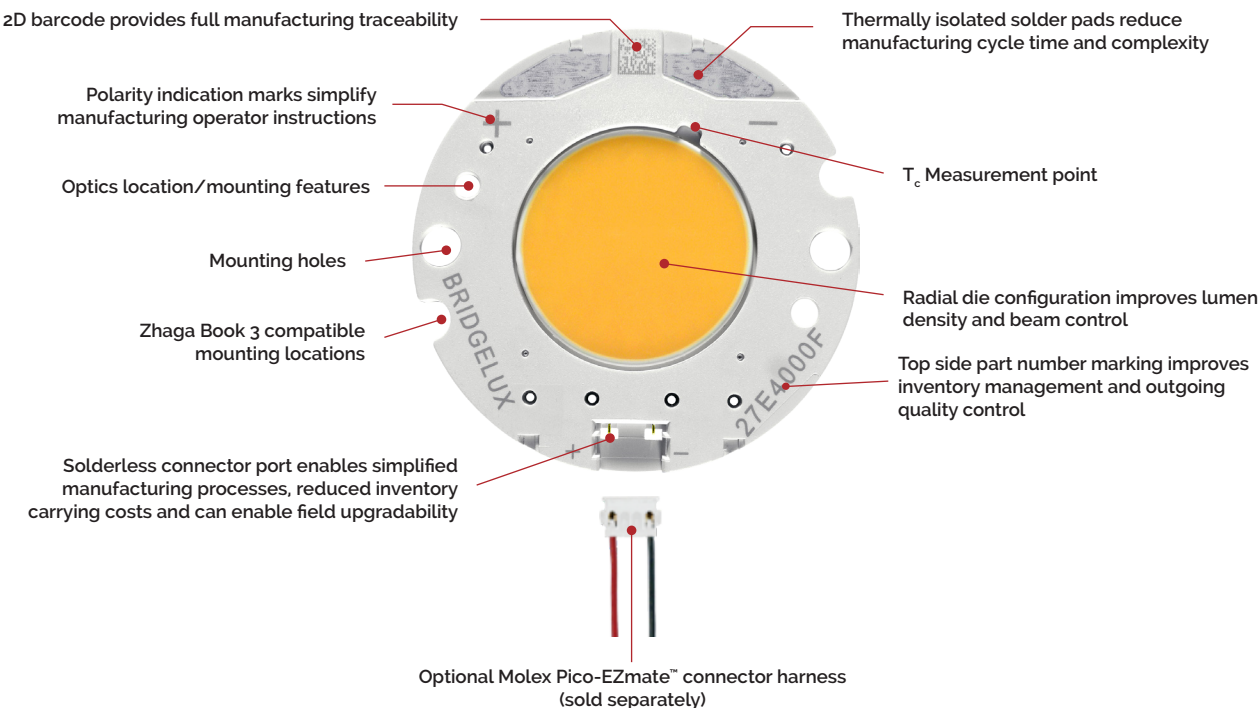 2D barcode provides full manufacturing traceability
Thermally isolated solder pads reduce
manufacturing cycle time and complexity
Polarity indication marks simplify
manufacturing operator instructions
+
−
Optics location/mounting features
Tc Measurement point
Mounting holes
Zhaga Book 3 compatible
mounting locations
BRIDGELUX
Radial die configuration improves lumen
density and beam control
27E4000F
Top side part number marking improves
inventory management and outgoing
quality control
+
−
Solderless connector port enables simplified
manufacturing processes, reduced inventory
carrying costs and can enable field upgradability
Optional Molex Pico-EZmate™ connector harness
(sold separately)